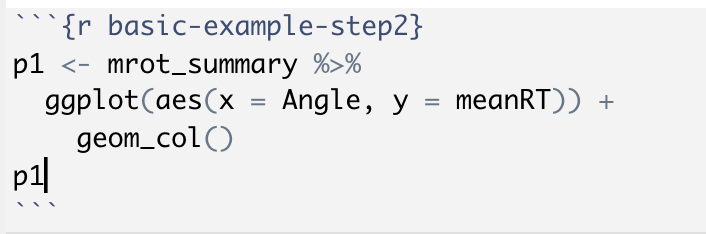 ```{r basic-example-step2}
p1 <- mrot_summary %>%
  ggplot(aes(x = Angle, y = meanRT)) +
    geom_col()
p1
```